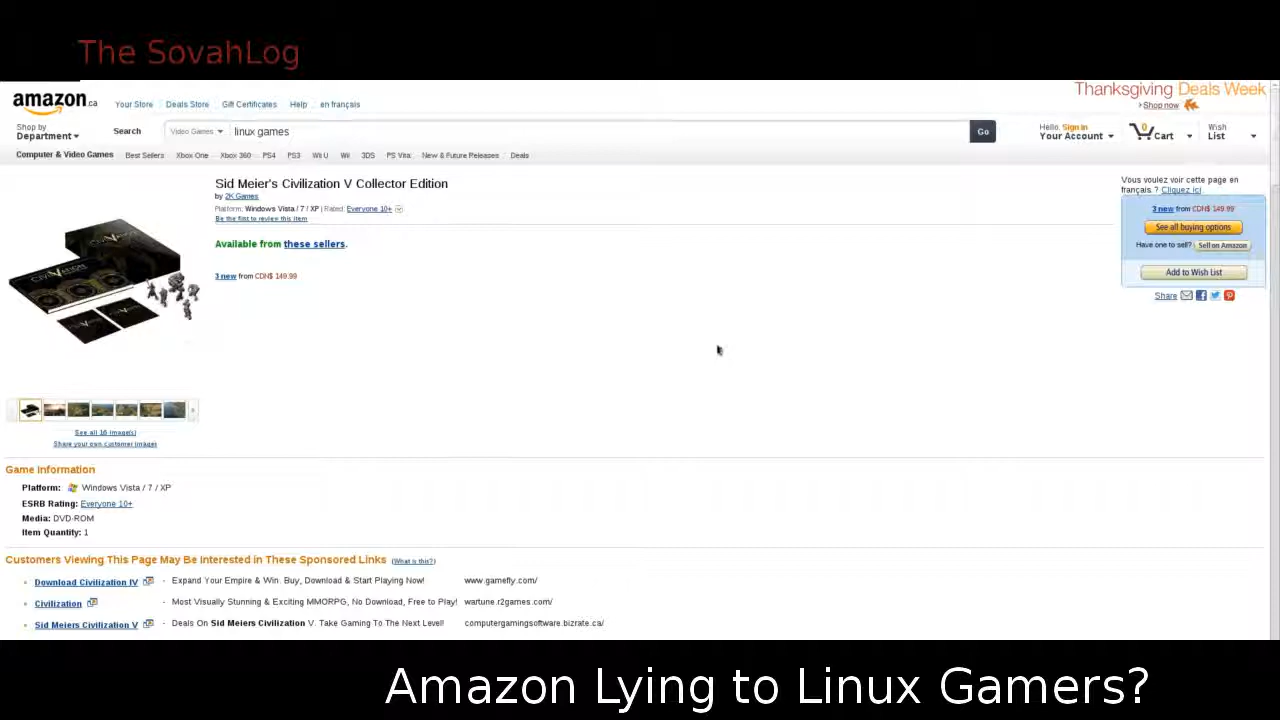 The SovahLog
Thanksgiving Deals Week
amazon.ca Your Store Deals Store Gift Certificates Help en français
Shop now
Shop by Department Search Video Games linux games Go Hello, Sign in Your Account 0 Cart Wish List
Computer & Video Games Best Sellers Xbox One Xbox 360 PS4 PS3 Wii U Wii 3DS PS Vita New & Future Releases Deals
Sid Meier's Civilization V Collector Edition
by 2K Games
Platform: Windows Vista / 7 / XP | Rated: Everyone 10+
Be the first to review this item
Available from these sellers.
3 new from CDN$ 149.99
Vous voulez voir cette page en français ? Cliquez ici
3 new from CDN$ 149.99
See all buying options
Have one to sell? Sell on Amazon
Add to Wish List
Share
CIVILIZATION V
See all 16 image(s)
Share your own customer images
Game Information
Platform: Windows Vista / 7 / XP
ESRB Rating: Everyone 10+
Media: DVD-ROM
Item Quantity: 1
Customers Viewing This Page May Be Interested in These Sponsored Links (What is this?)
Download Civilization IV - Expand Your Empire & Win. Buy, Download & Start Playing Now! www.gamefly.com/
Civilization - Most Visually Stunning & Exciting MMORPG, No Download, Free to Play! wartune.r2games.com/
Sid Meiers Civilization V - Deals On Sid Meiers Civilization V. Take Gaming To The Next Level! computergamingsoftware.bizrate.ca/
Amazon Lying to Linux Gamers?